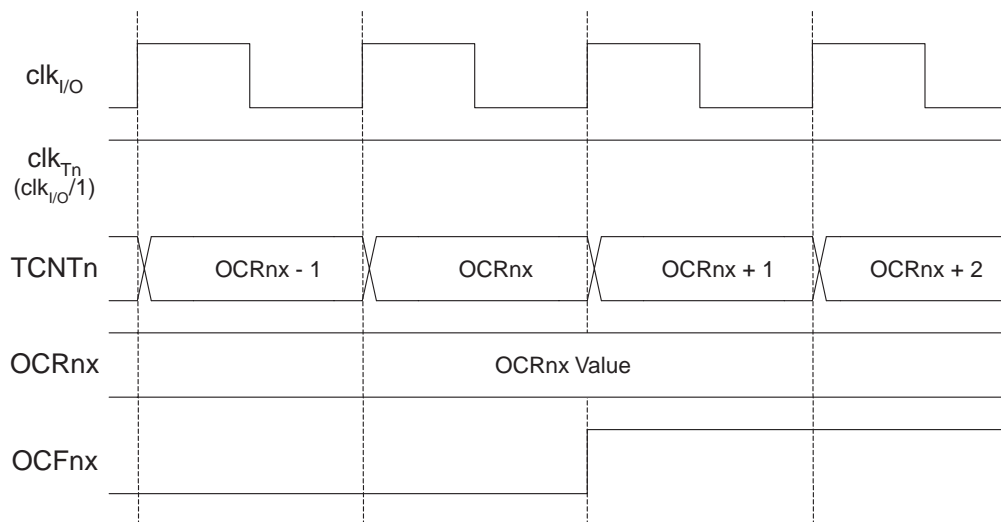 clkI/O
clkTn
(clkI/O/1)
TCNTn
OCRnx - 1
OCRnx
OCRnx + 1
OCRnx + 2
OCRnx
OCRnx Value
OCFnx